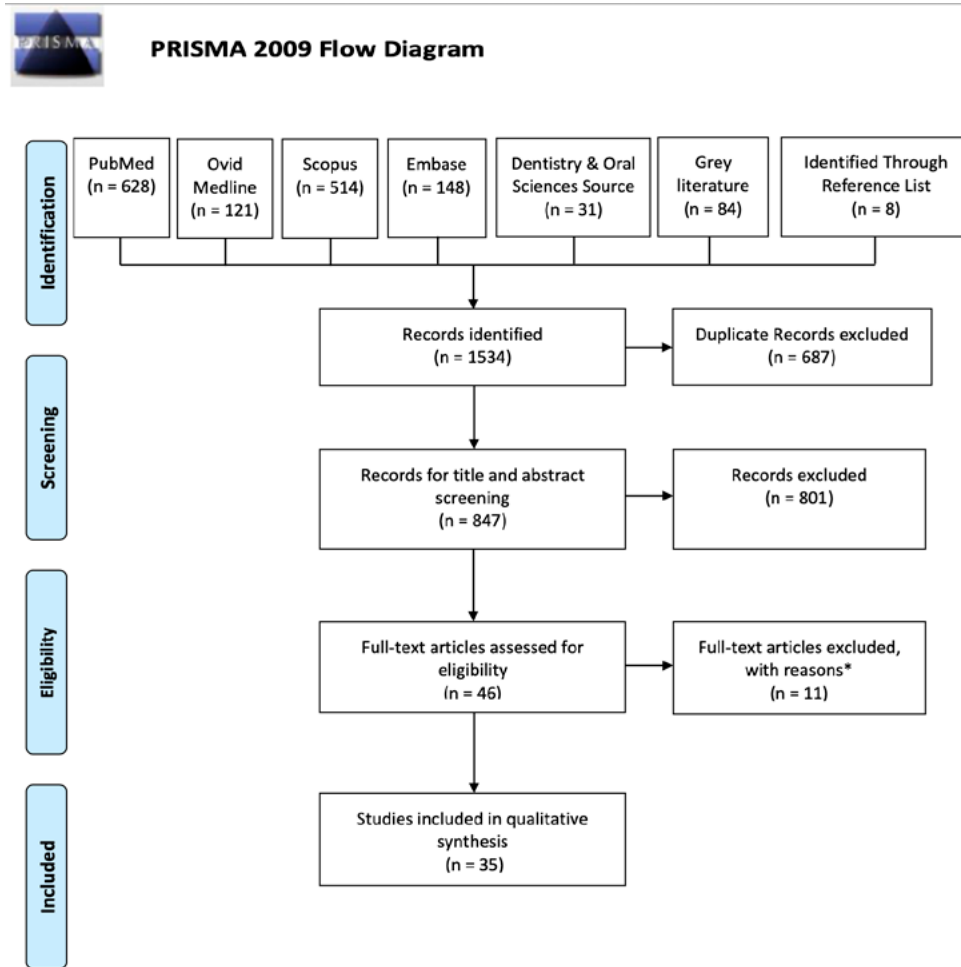 PRISMA
PRISMA 2009 Flow Diagram
Identification
PubMed
(n = 628)
Ovid
Medline
(n = 121)
Scopus
(n = 514)
Embase
(n = 148)
Dentistry & Oral
Sciences Source
(n = 31)
Grey
literature
(n = 84)
Identified Through
Reference List
(n = 8)
Records identified
(n = 1534)
Duplicate Records excluded
(n = 687)
Screening
Records for title and abstract
screening
(n = 847)
Records excluded
(n = 801)
Eligibility
Full-text articles assessed for
eligibility
(n = 46)
Full-text articles excluded,
with reasons*
(n = 11)
Included
Studies included in qualitative
synthesis
(n = 35)